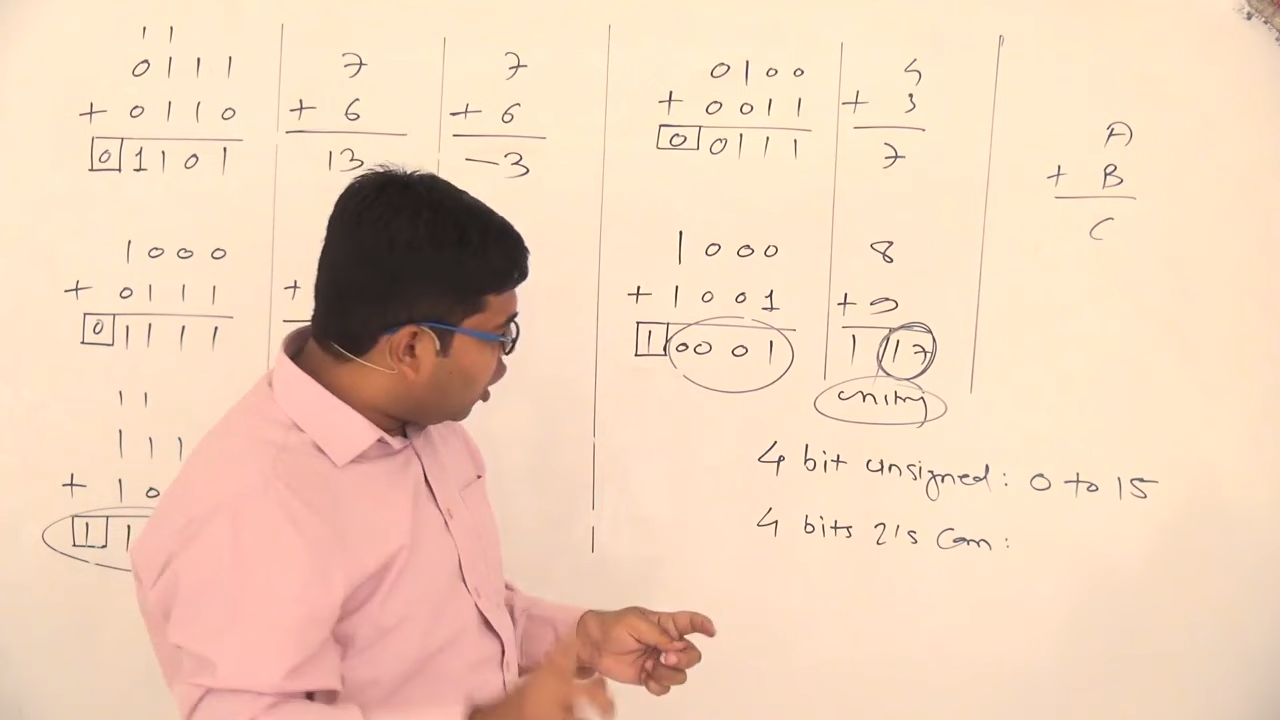 1 1
0 1 1 1
+ 0 1 1 0
0 1 1 0 1
7
+ 6
13
7
+ 6
-3
1 0 0 0
+ 0 1 1 1
0 1 1 1 1
+
1 1
1 1 1
+ 1 0
1 1
0 1 0 0
+ 0 0 1 1
0 0 1 1 1
4
+ 3
7
1 0 0 0
+ 1 0 0 1
1 0 0 0 1
8
+ 9
1 17
A
+ B
C
4 bit unsigned: 0 to 15
4 bits 2's Com: